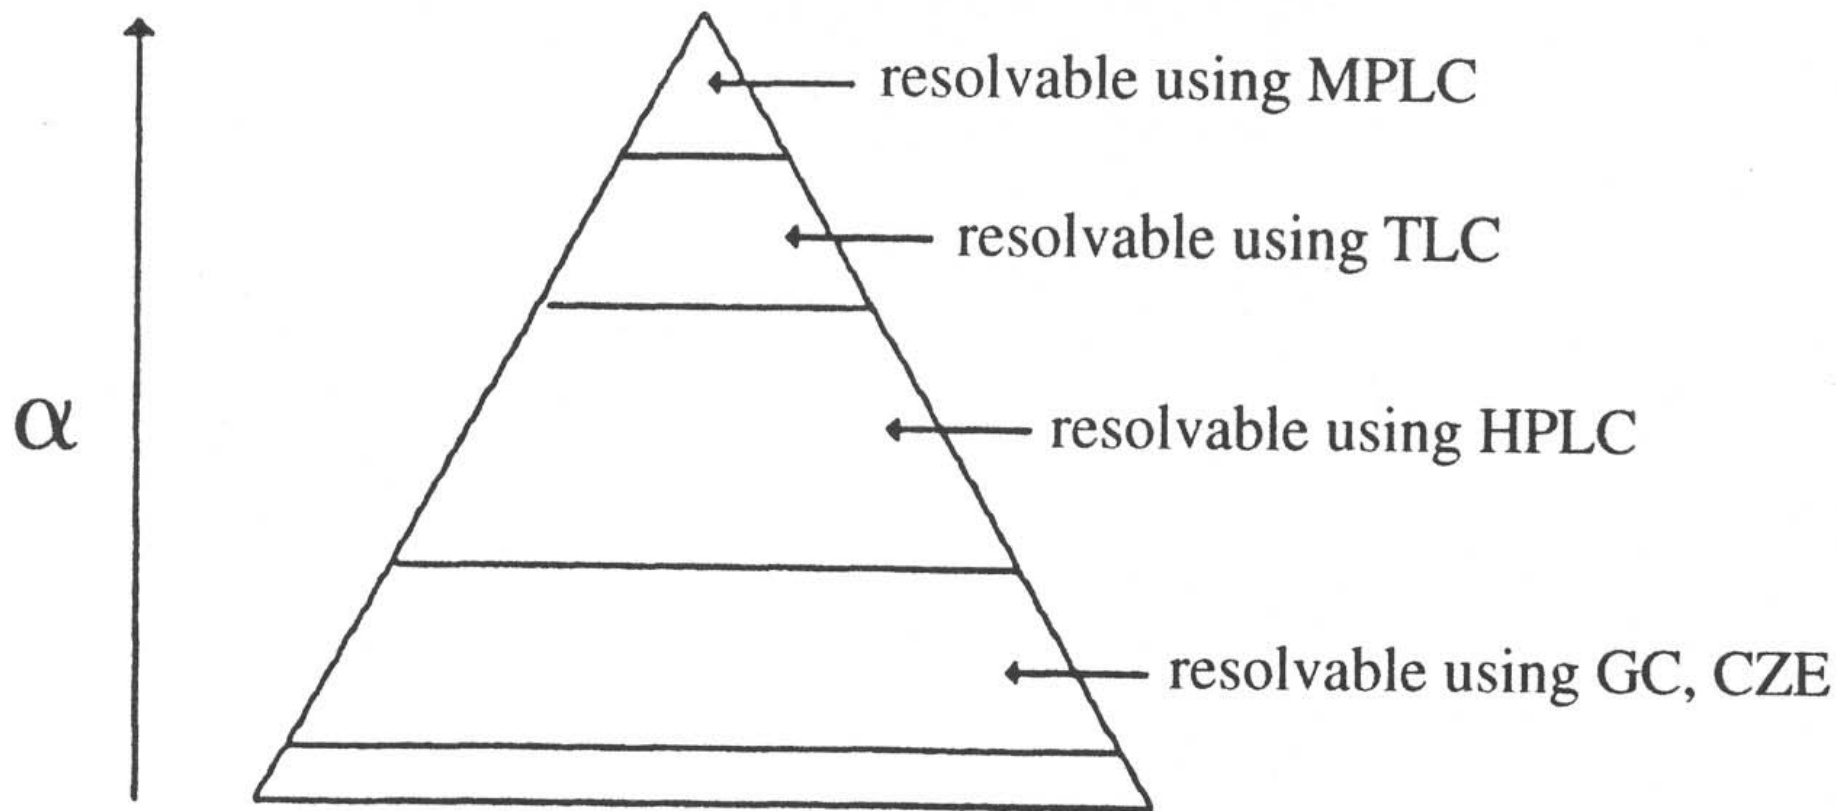 resolvable using MPLC
resolvable using TLC
α
resolvable using HPLC
resolvable using GC, CZE